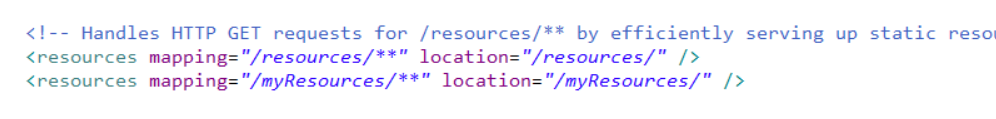 <!-- Handles HTTP GET requests for /resources/** by efficiently serving up static
<resources mapping="/resources/**" location="/resources/" />
<resources mapping="/myResources/**" location="/myResources/" />